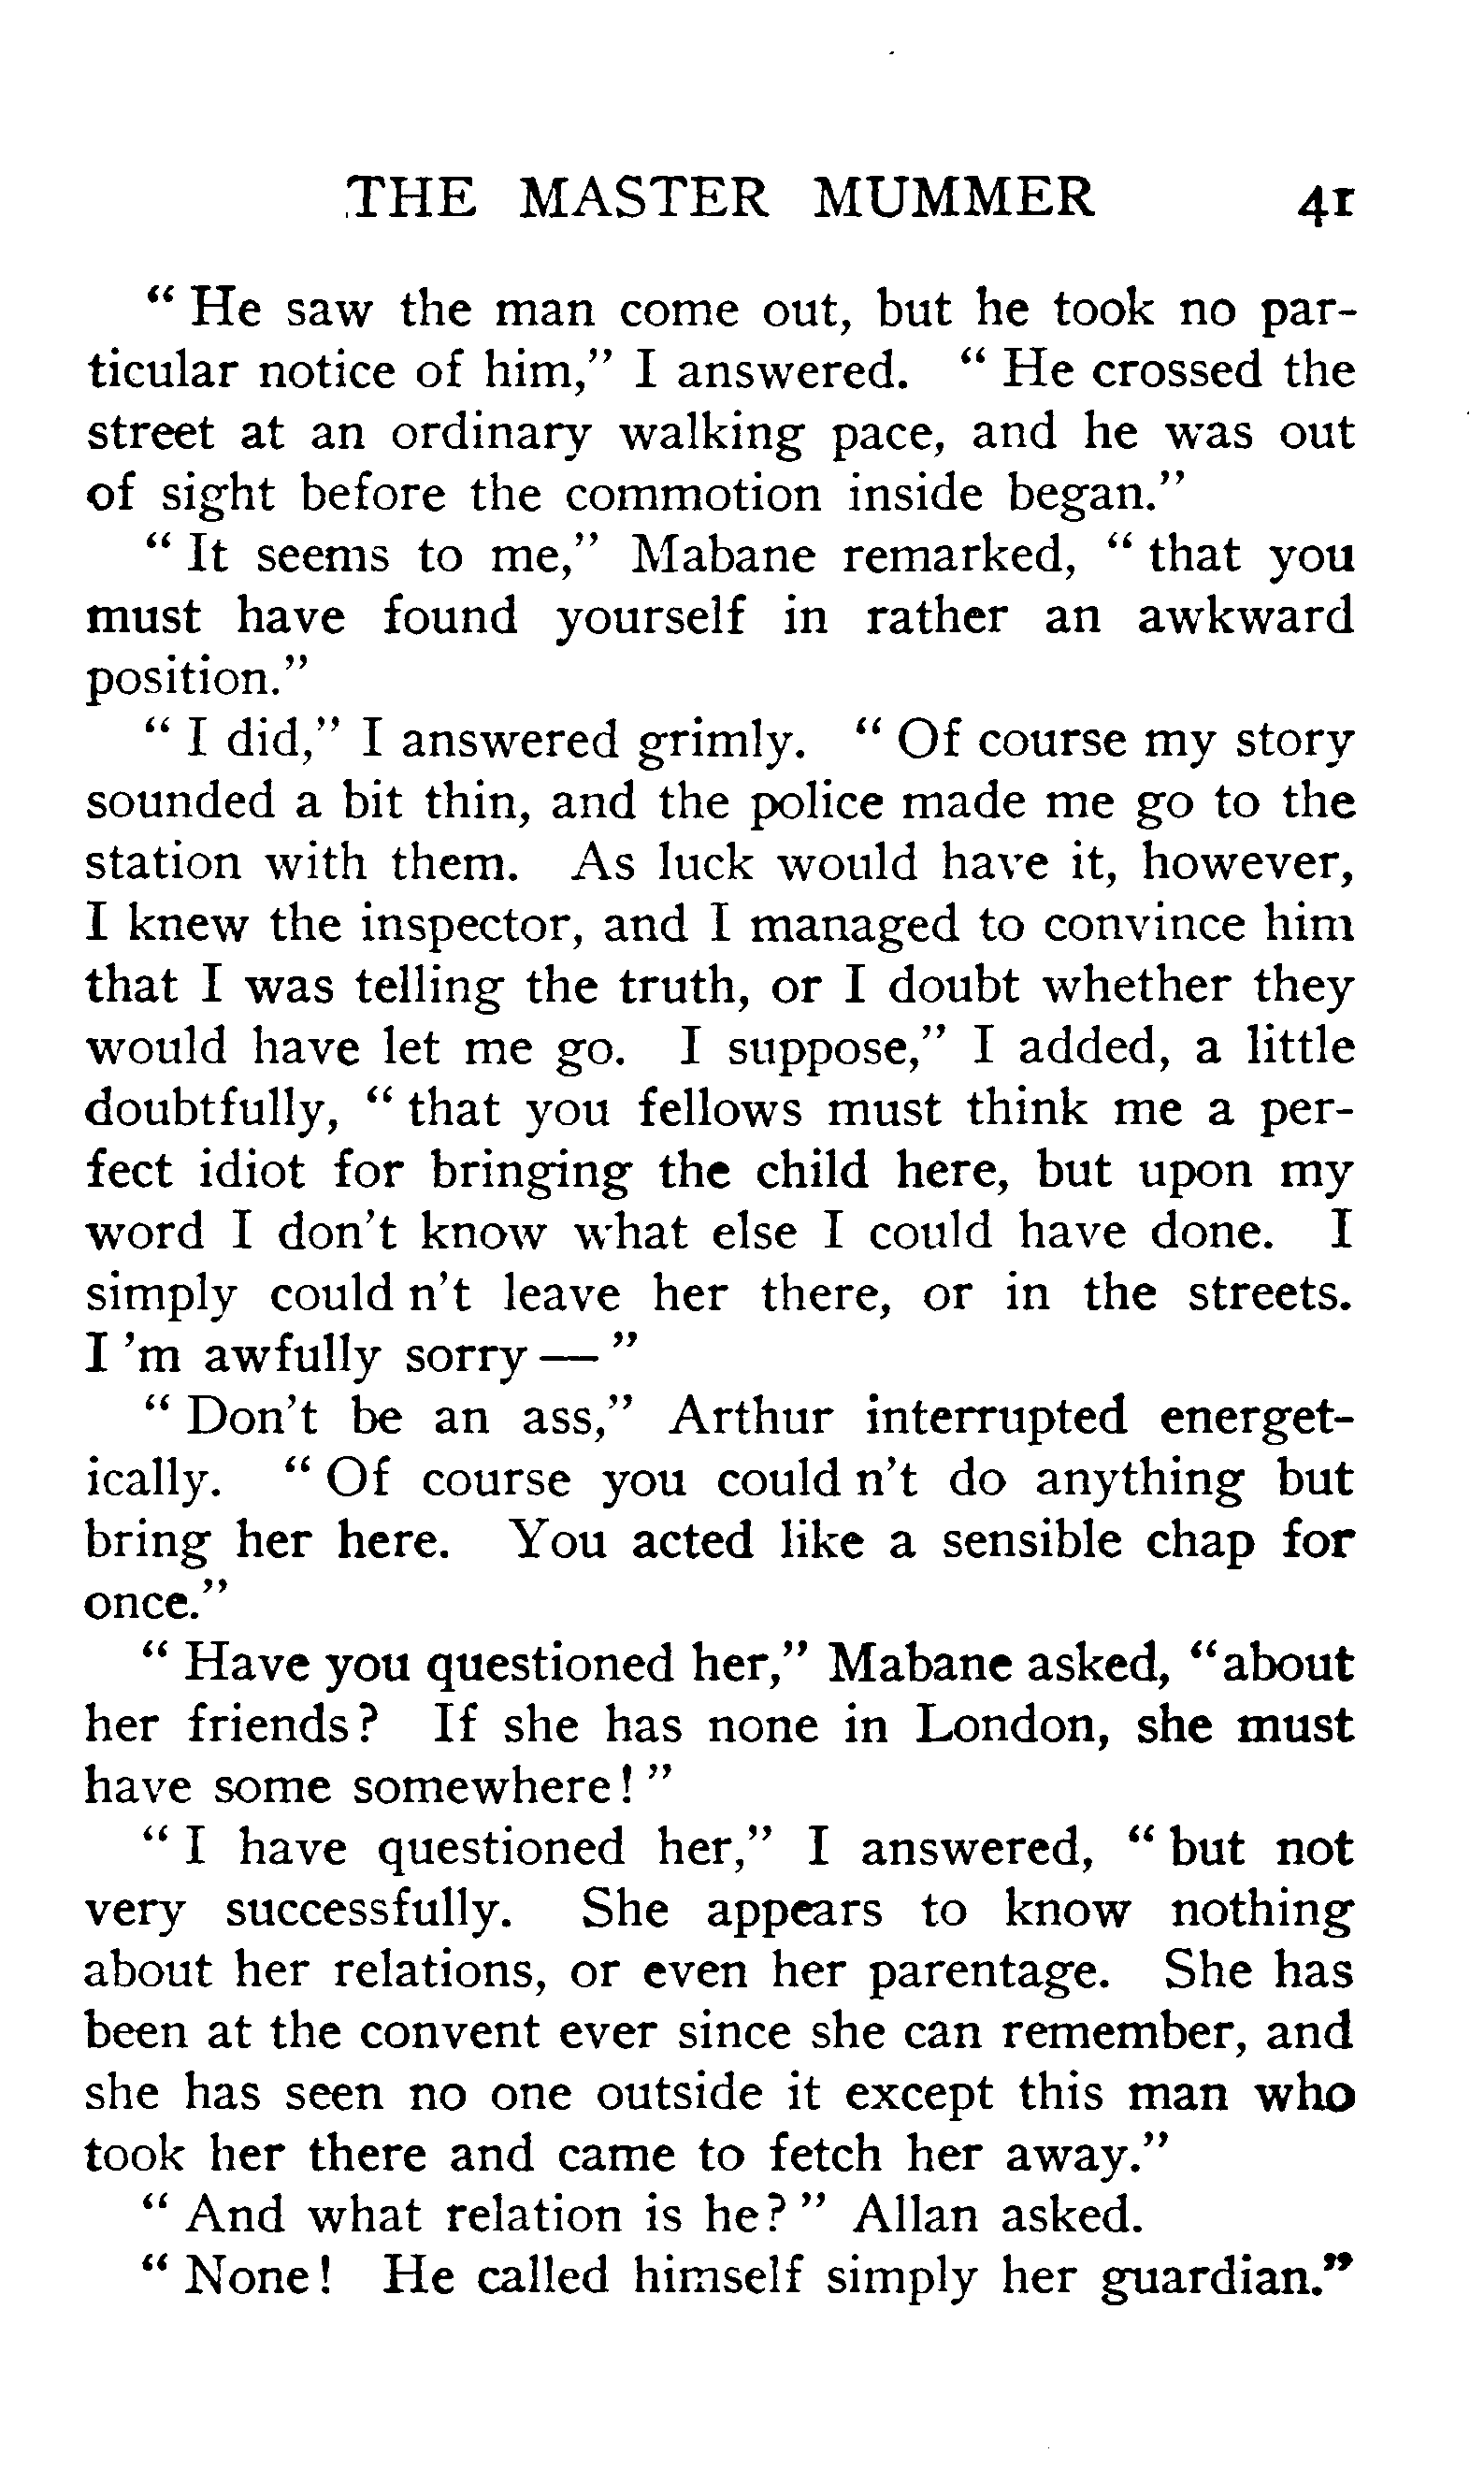 THE MASTER MUMMER 41
“ He saw the man come out, but he took no par-
ticular notice of him,” I answered. “ He crossed the
street at an ordinary walking pace, and he was out
of sight before the commotion inside began.”
“ It seems to me,” Mabane remarked, “ that you
must have found yourself in rather an awkward
position.”
“ I did,” I answered grimly. “ Of course my story
sounded a bit thin, and the police made me go to the
station with them. As luck would have it, however,
I knew the inspector, and I managed to convince him
that I was telling the truth, or I doubt whether they
would have let me go. I suppose,” I added, a little
doubtfully, “ that you fellows must think me a per-
fect idiot for bringing the child here, but upon my
word I don't know what else I could have done. I
simply could n't leave her there, or in the streets.
I 'm awfully sorry — ”
“ Don't be an ass,” Arthur interrupted energet-
ically. “ Of course you could n't do anything but
bring her here. You acted like a sensible chap for
once.”
“ Have you questioned her,” Mabane asked, “about
her friends? If she has none in London, she must
have some somewhere! ”
“ I have questioned her,” I answered, “ but not
very successfully. She appears to know nothing
about her relations, or even her parentage. She has
been at the convent ever since she can remember, and
she has seen no one outside it except this man who
took her there and came to fetch her away.”
“ And what relation is he? ” Allan asked.
“ None! He called himself simply her guardian.”